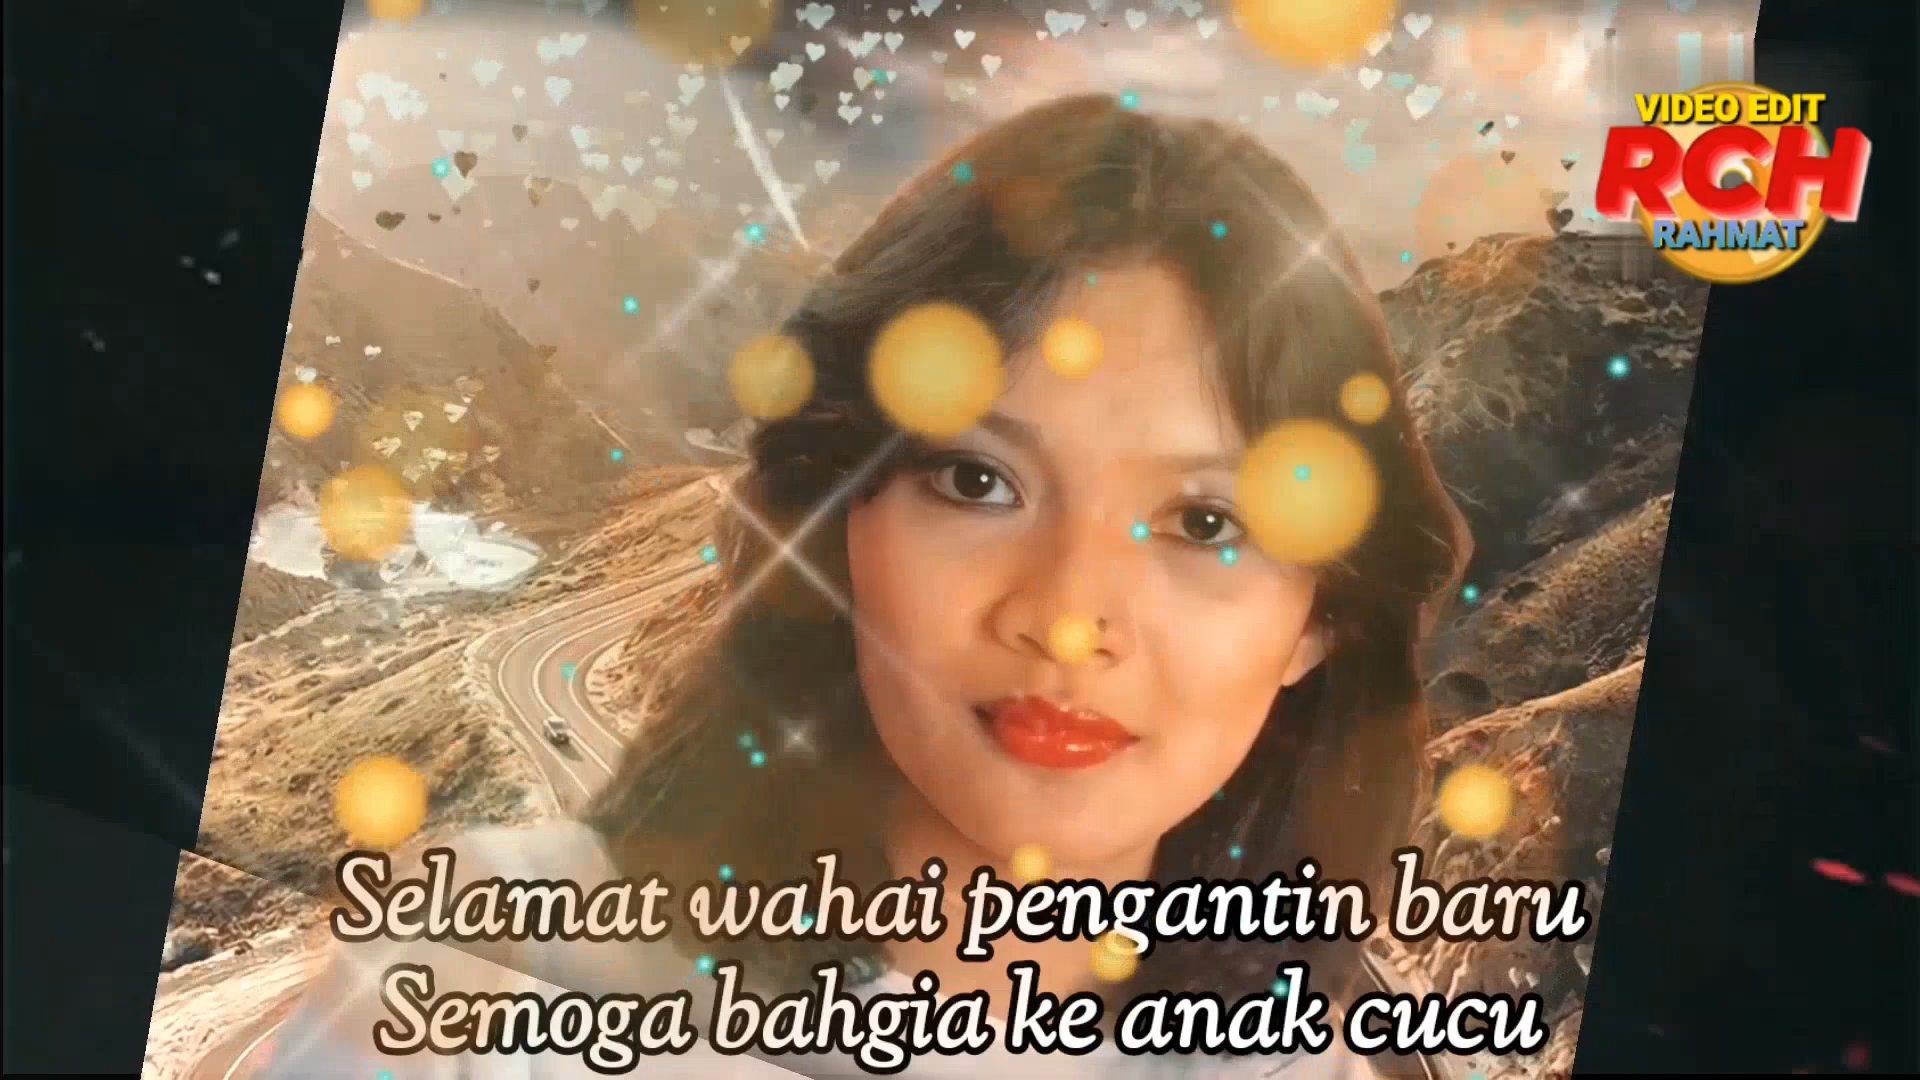 VIDEO EDIT
RCH
RAHMAT
Selamat wahai pengantin baru
Semoga bahgia ke anak cucu